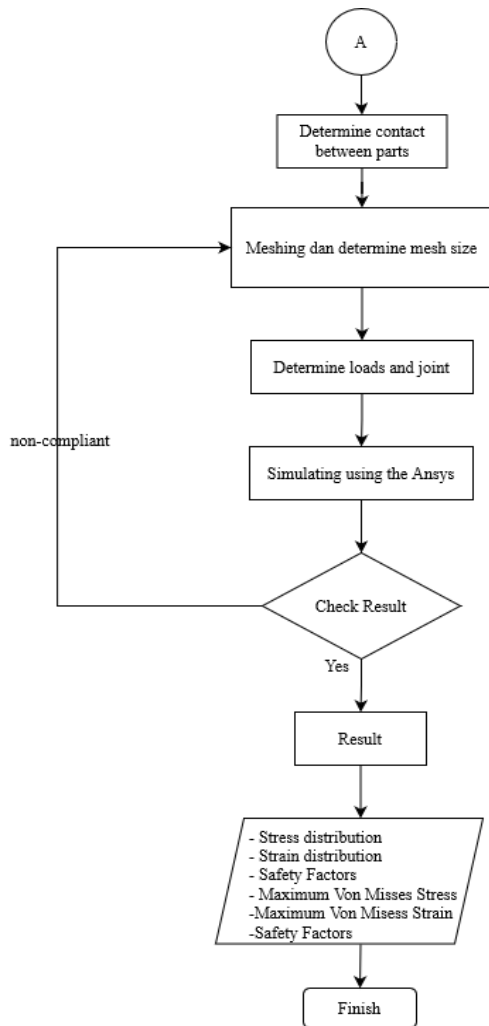 A
Determine contact
between parts
Meshing dan determine mesh size
Determine loads and joint
non-compliant
Simulating using the Ansys
Check Result
Yes
Result
- Stress distribution
- Strain distribution
- Safety Factors
- Maximum Von Misses Stress
-Maximum Von Misess Strain
-Safety Factors
Finish